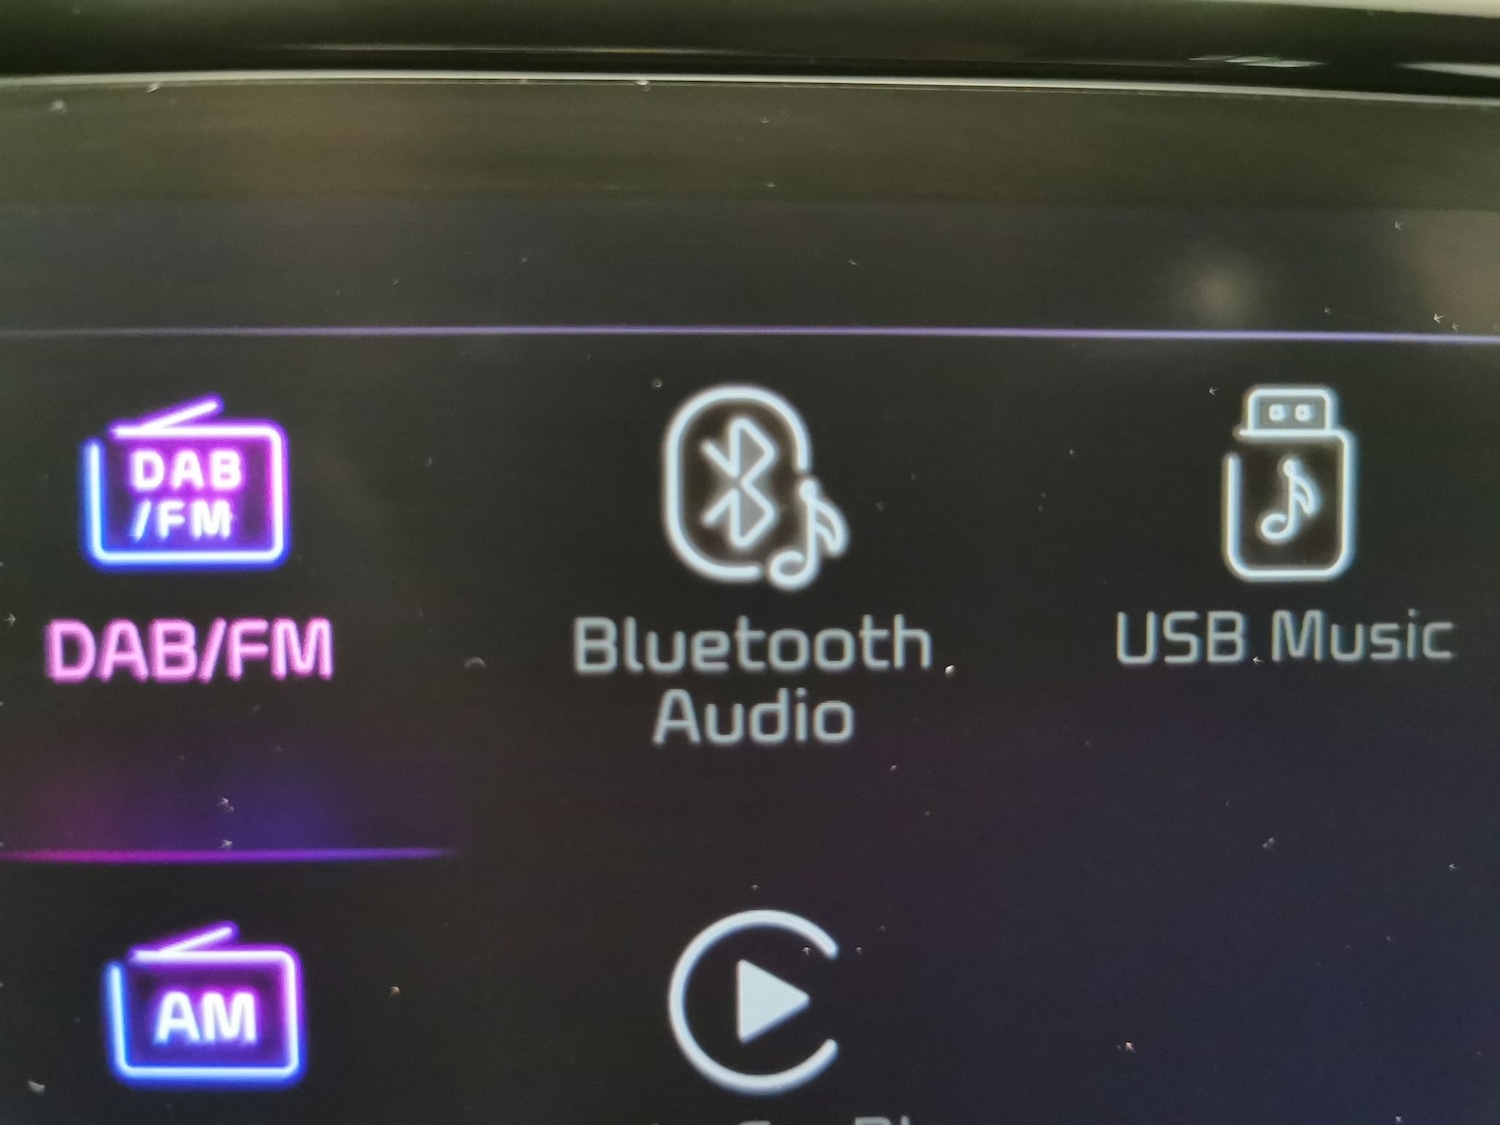 DAB
/FM
DAB/FM
Bluetooth
Audio
USB Music
AM